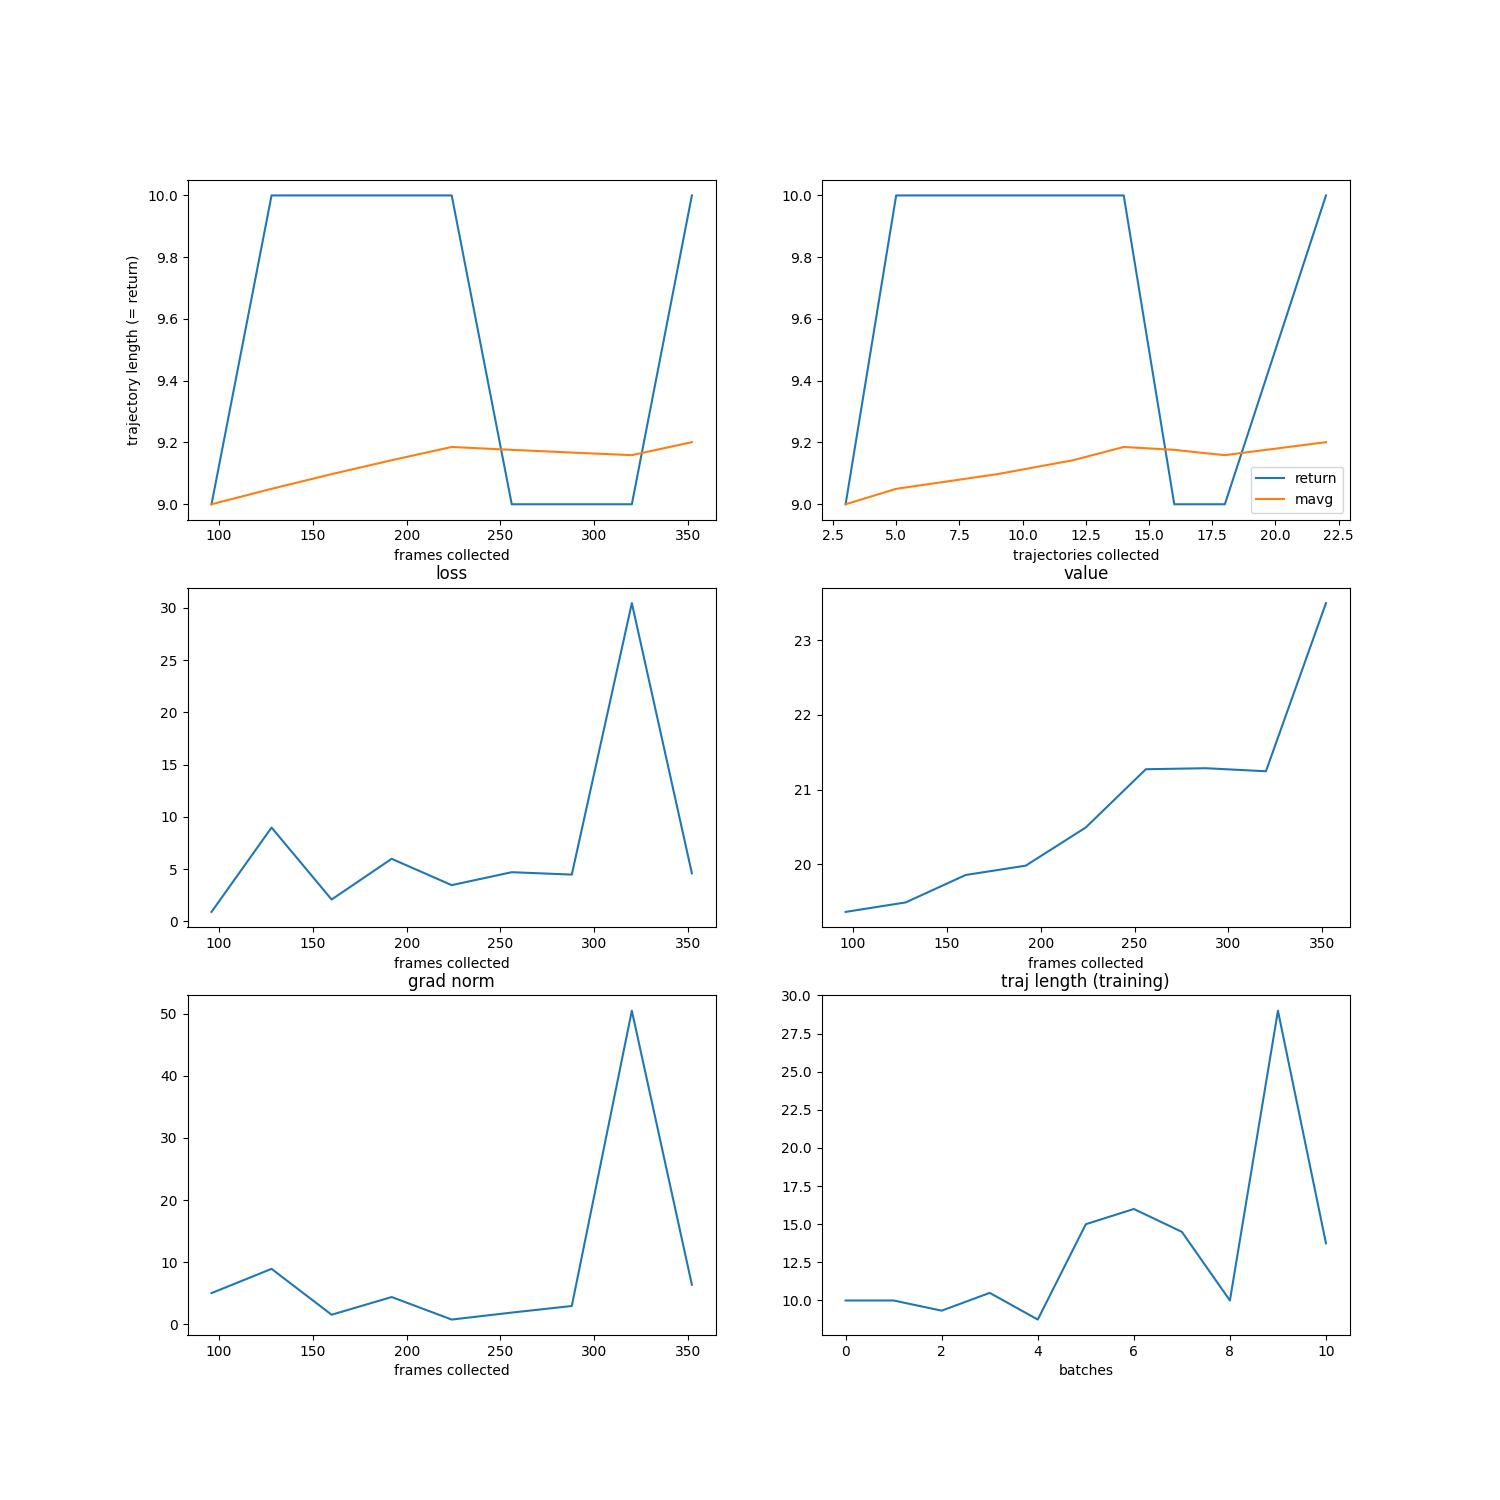 10.0
9.8
9.6
9.4
9.2
9.0
trajectory length (= return)
100 150 200 250 300 350
frames collected
10.0
9.8
9.6
9.4
9.2
9.0
return
mavg
2.5 5.0 7.5 10.0 12.5 15.0 17.5 20.0 22.5
trajectories collected
loss
30
25
20
15
10
5
0
100 150 200 250 300 350
frames collected
value
23
22
21
20
100 150 200 250 300 350
frames collected
grad norm
50
40
30
20
10
0
100 150 200 250 300 350
frames collected
traj length (training)
30.0
27.5
25.0
22.5
20.0
17.5
15.0
12.5
10.0
0 2 4 6 8 10
batches